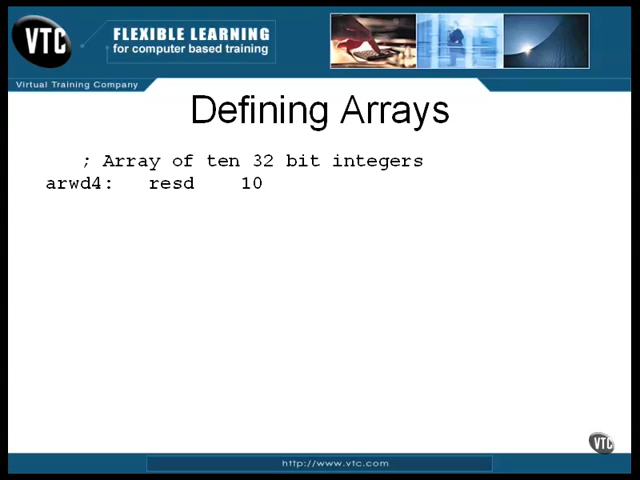 VTC
FLEXIBLE LEARNING
for computer based training
Virtual Training Company
Defining Arrays
; Array of ten 32 bit integers
arwd4: resd 10
VTC
http://www.vtc.com